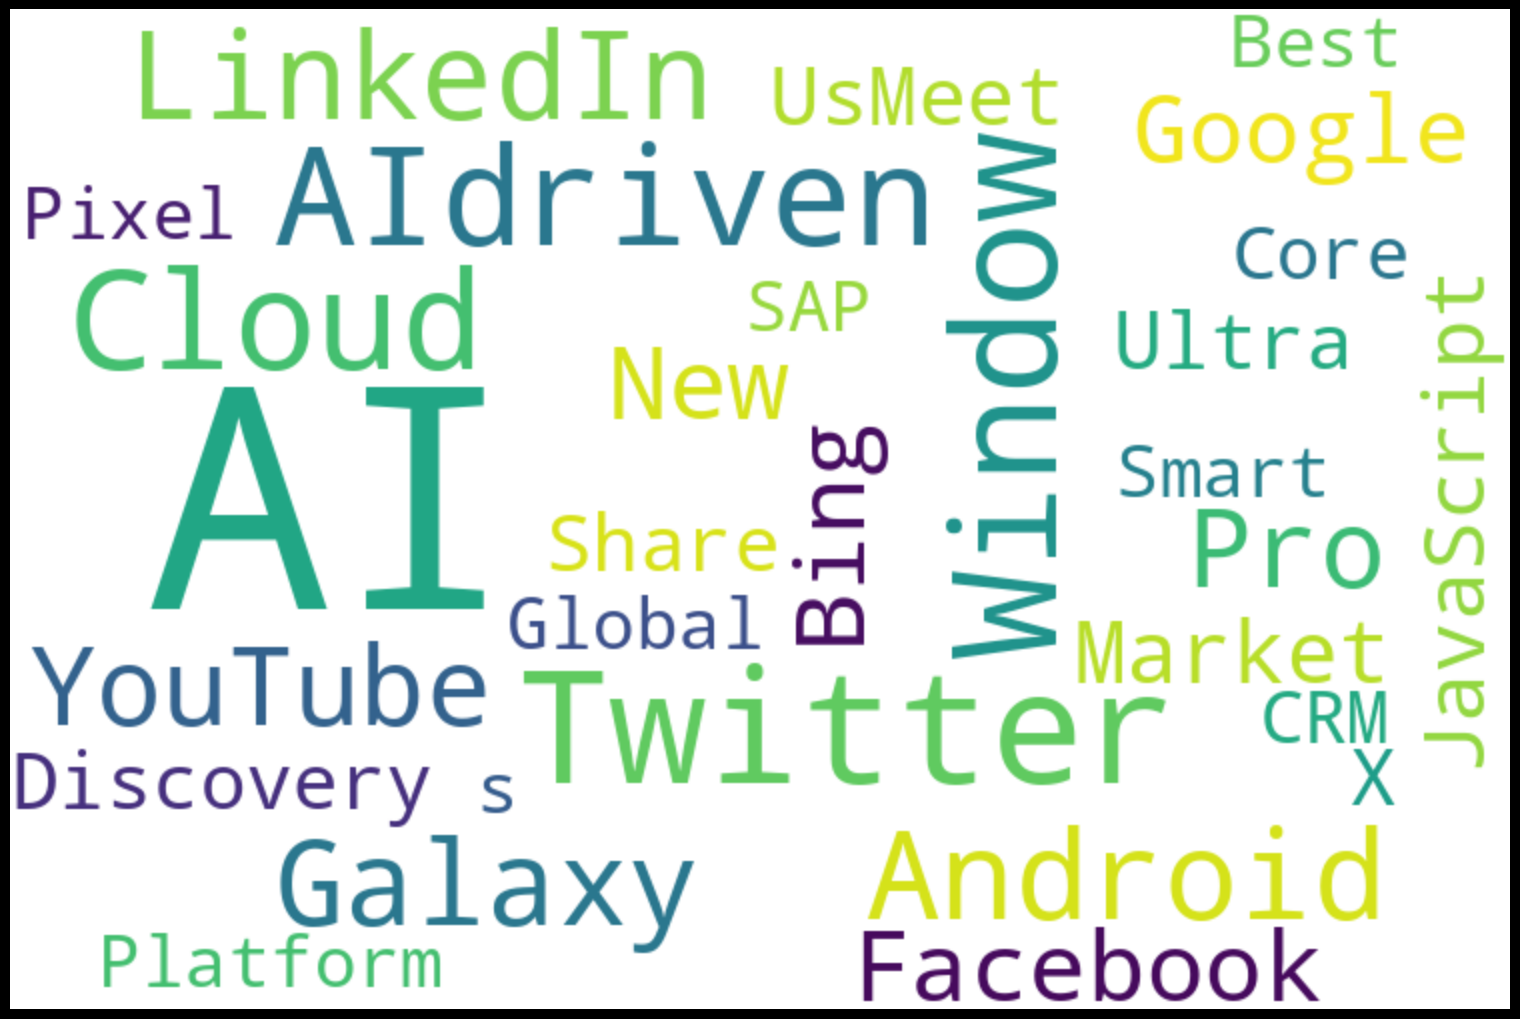 LinkedIn
UsMeet
Best
Google
Pixel
AIdriven
Window
Core
Cloud
SAP
Ultra
JavaScript
New
AI
Bing
Smart
Share
Pro
Global
Market
YouTube
Twitter
CRM
Discovery
s
X
Galaxy
Android
Platform
Facebook